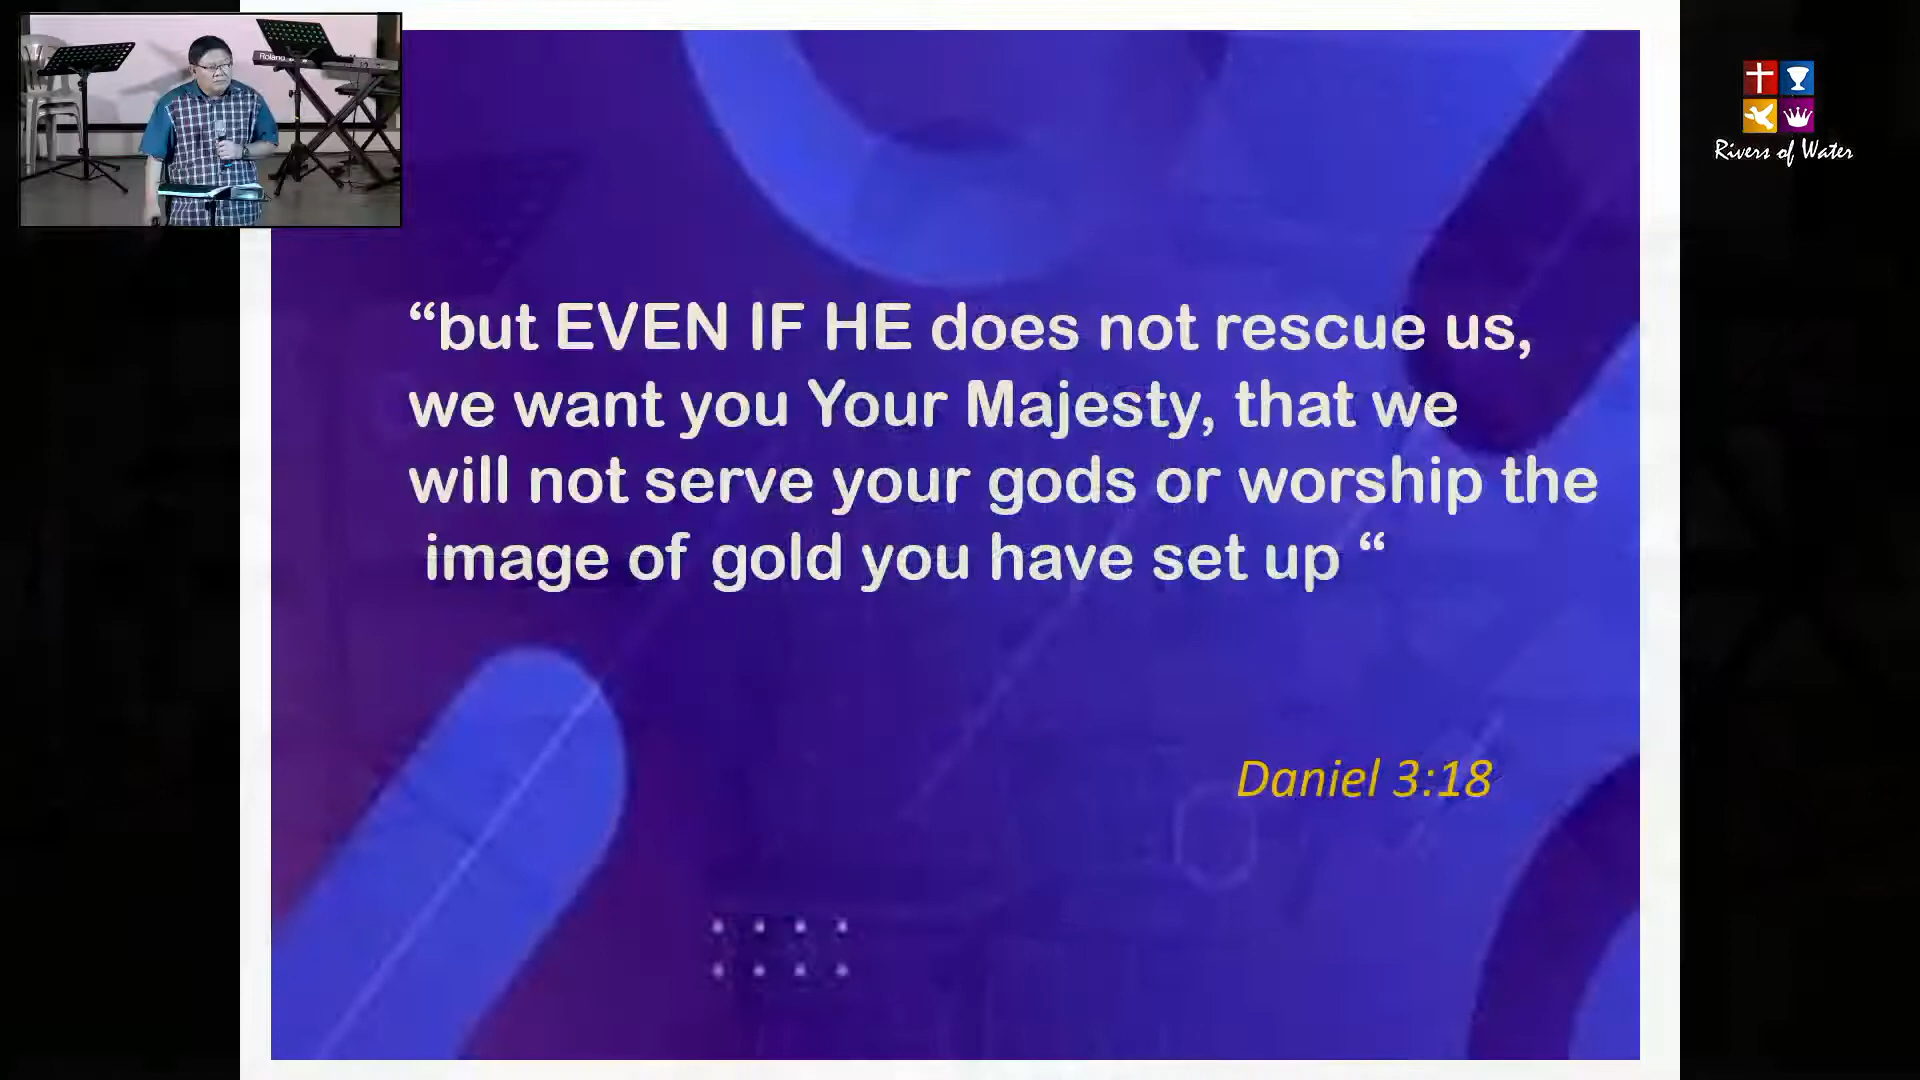 Roland
Rivers of Water
“but EVEN IF HE does not rescue us,
we want you Your Majesty, that we
will not serve your gods or worship the
image of gold you have set up “
Daniel 3:18